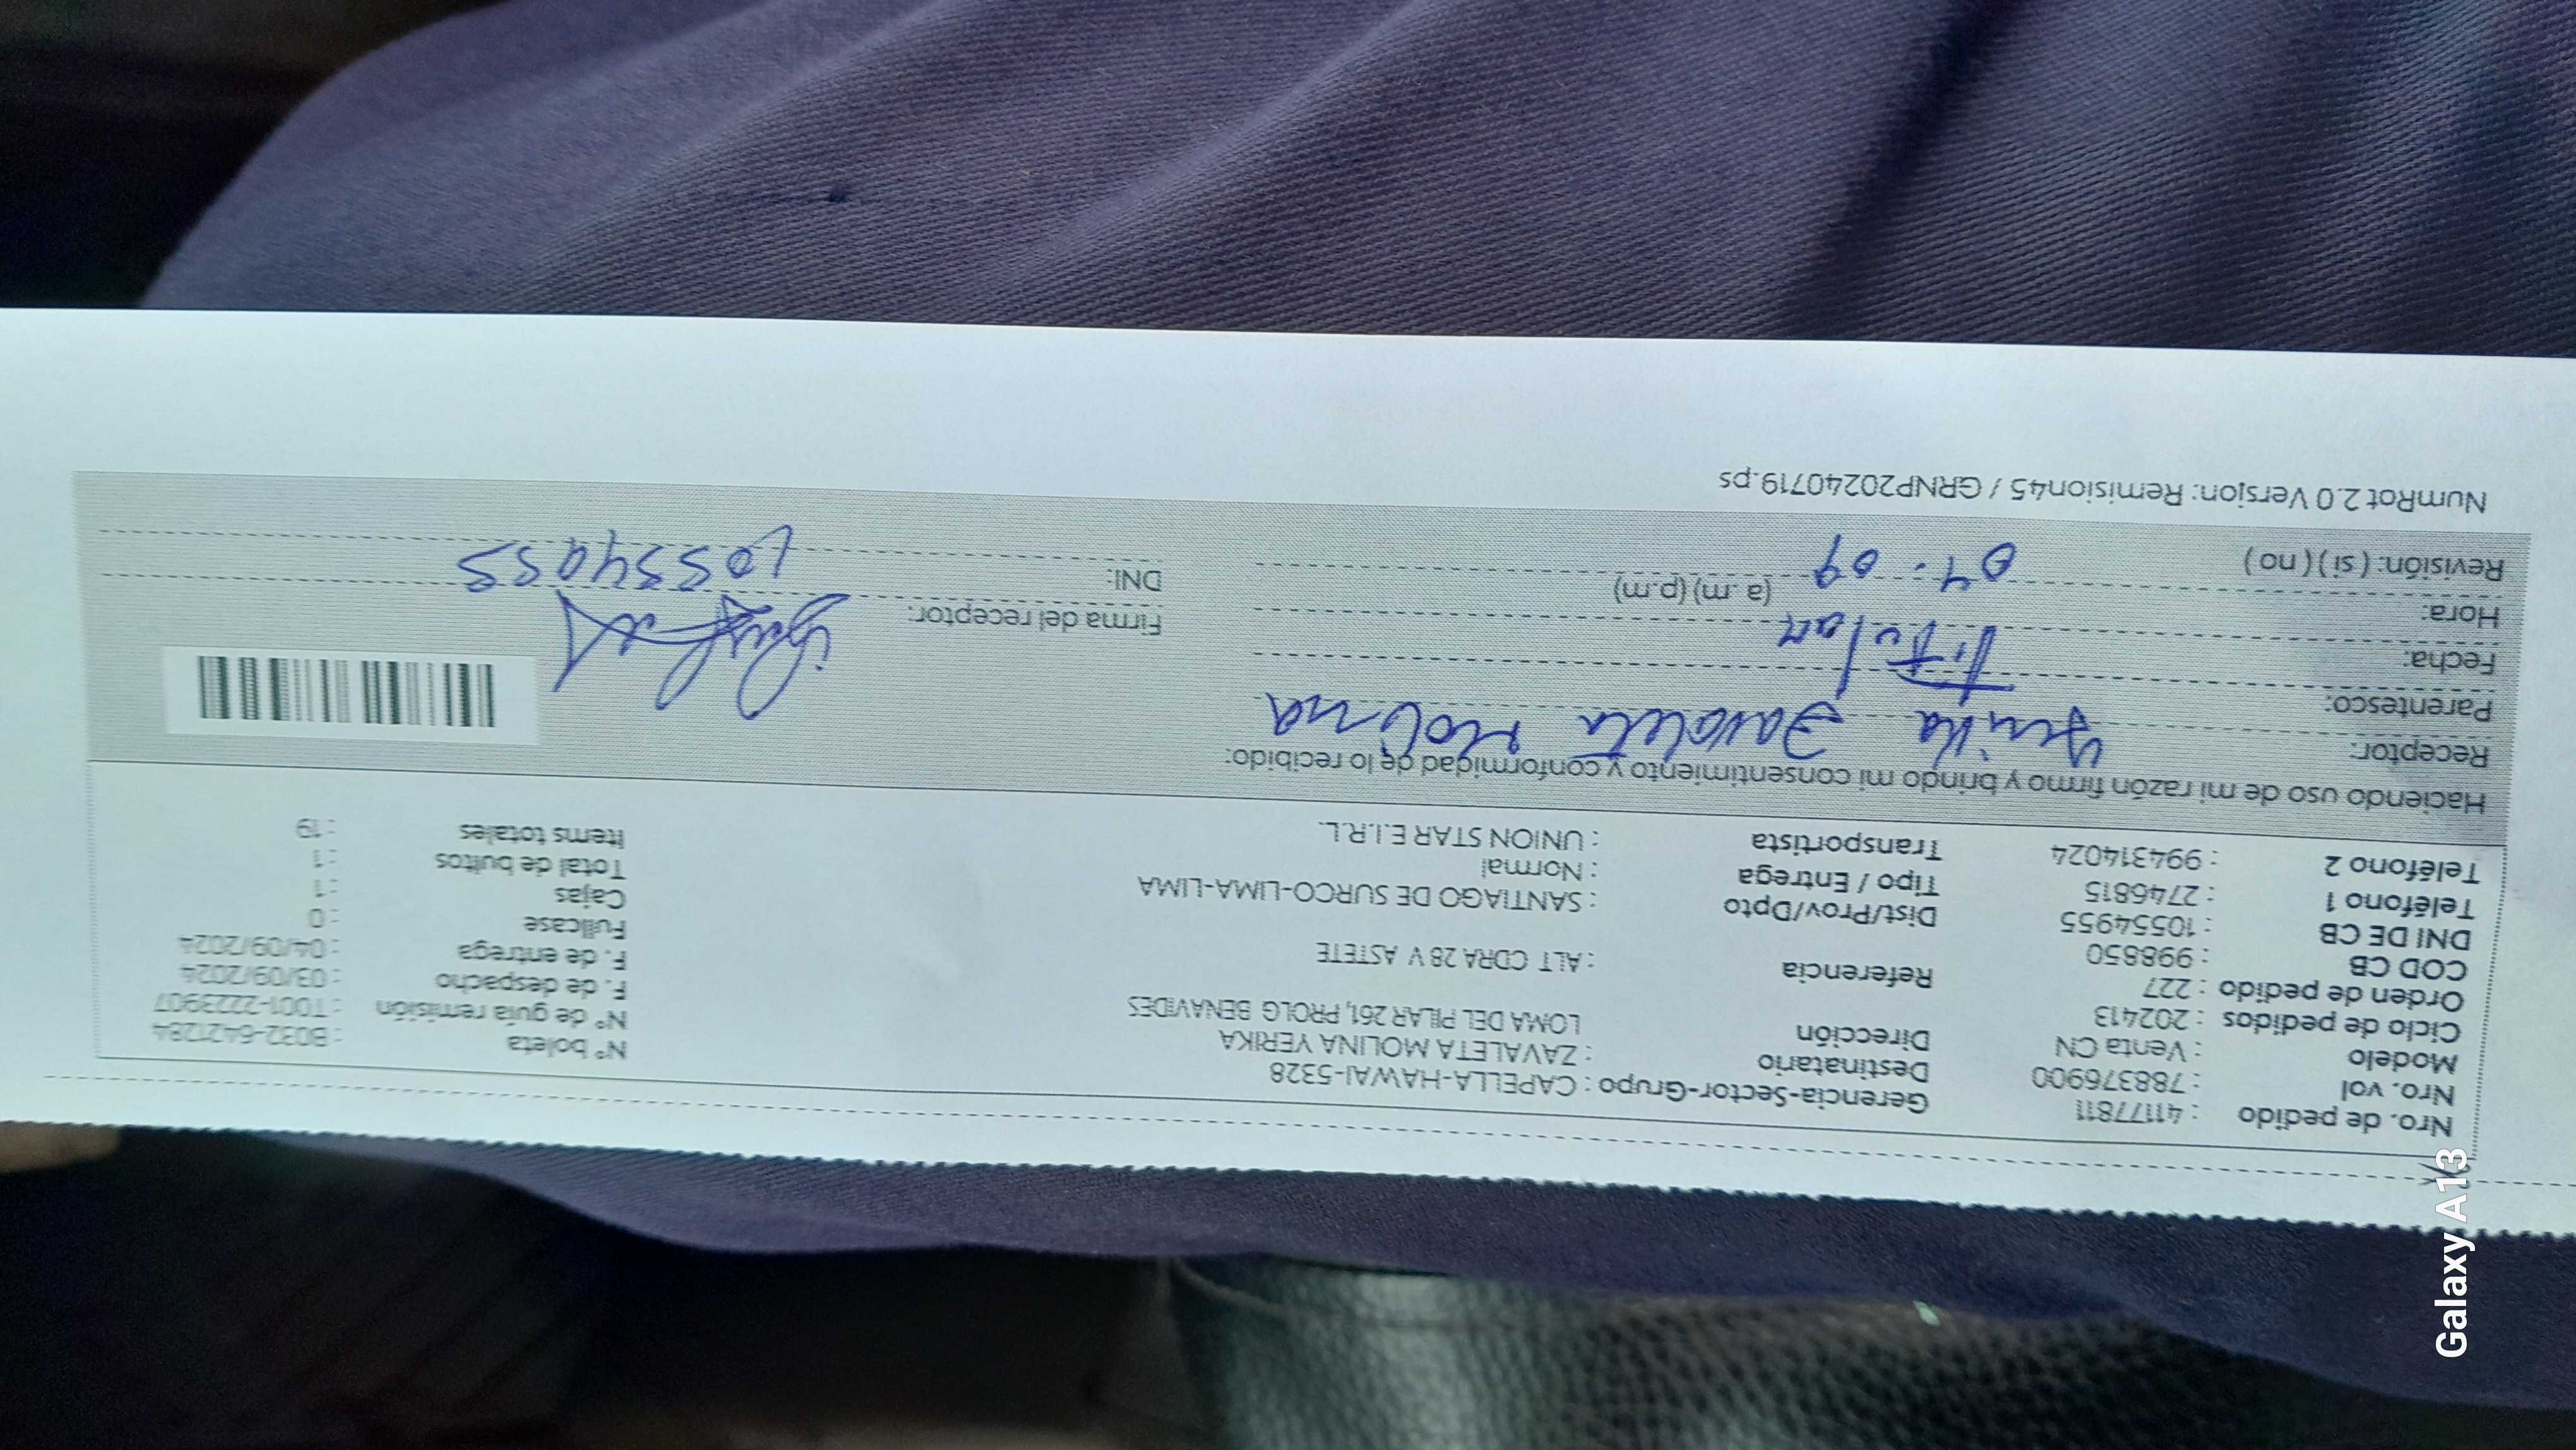 Nro. de pedido : 41177811
Nro. vol : 788376900
Modelo : Venta CN
Ciclo de pedidos : 202413
Orden de pedido : 227
COD CB : 998850
DNI DE CB : 10554955
Teléfono 1 : 2746815
Teléfono 2 : 994314024
Gerencia-Sector-Grupo : CAPELLA-HAWAI-5328
Destinatario : ZAVALETA MOLINA YERIKA
Dirección
LOMA DEL PILAR 261, PROLG BENAVIDES
Referencia : ALT CDRA 28 V ASTETE
Dist/Prov/Dpto : SANTIAGO DE SURCO-LIMA-LIMA
Tipo / Entrega : Normal
Transportista : UNION STAR E.I.R.L.
N° boleta : B032-6421284
N° de guía remisión : T001-2223907
F. de despacho : 03/09/2024
F. de entrega : 04/09/2024
Fullcase : 0
Cajas : 1
Total de bultos : 1
Items totales : 19
Haciendo uso de mi razón firmo y brindo mi consentimiento y conformidad de lo recibido:
Receptor: Yerika Zavaleta Molina
Parentesco: Titular
Fecha: 04-09
Hora: (a.m) (p.m)
Revisión: (si) (no)
Firma del receptor:
DNI: 10554955
NumRot 2.0 Version: Remision45 / GRNP20240719.ps
Galaxy A13